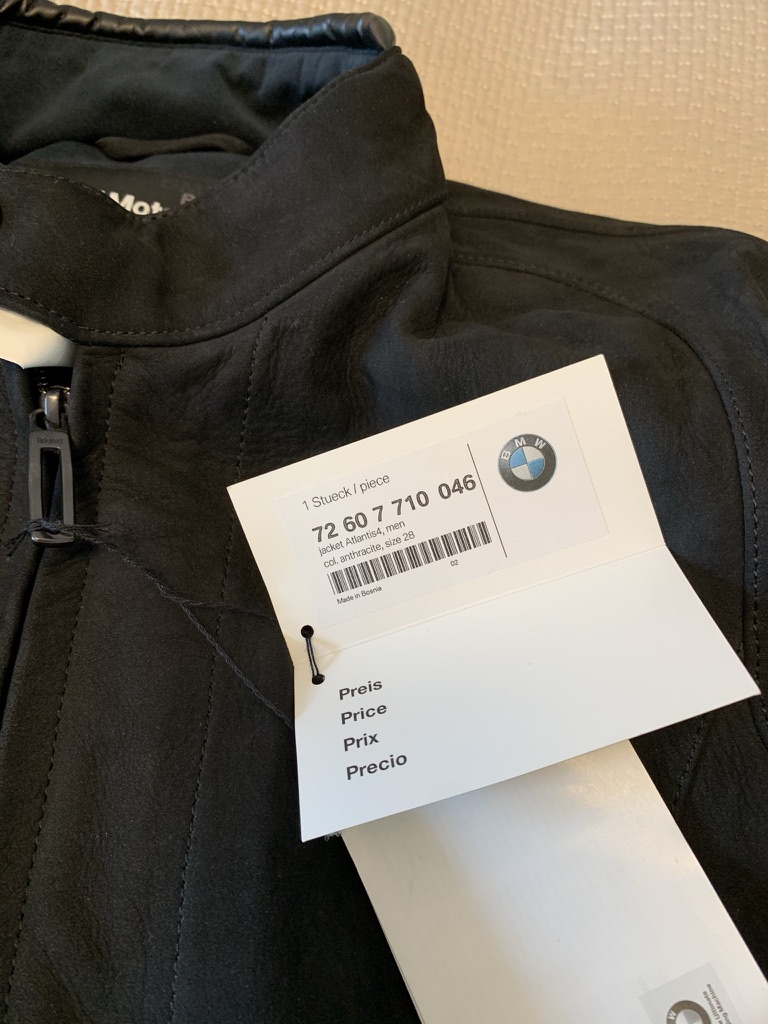 Mot
1 Stueck / piece
72 60 7 710 046
jacket Atlantis4, men
col. anthracite, size 28
02
Made in Bosnia
BMW
Preis
Price
Prix
Precio